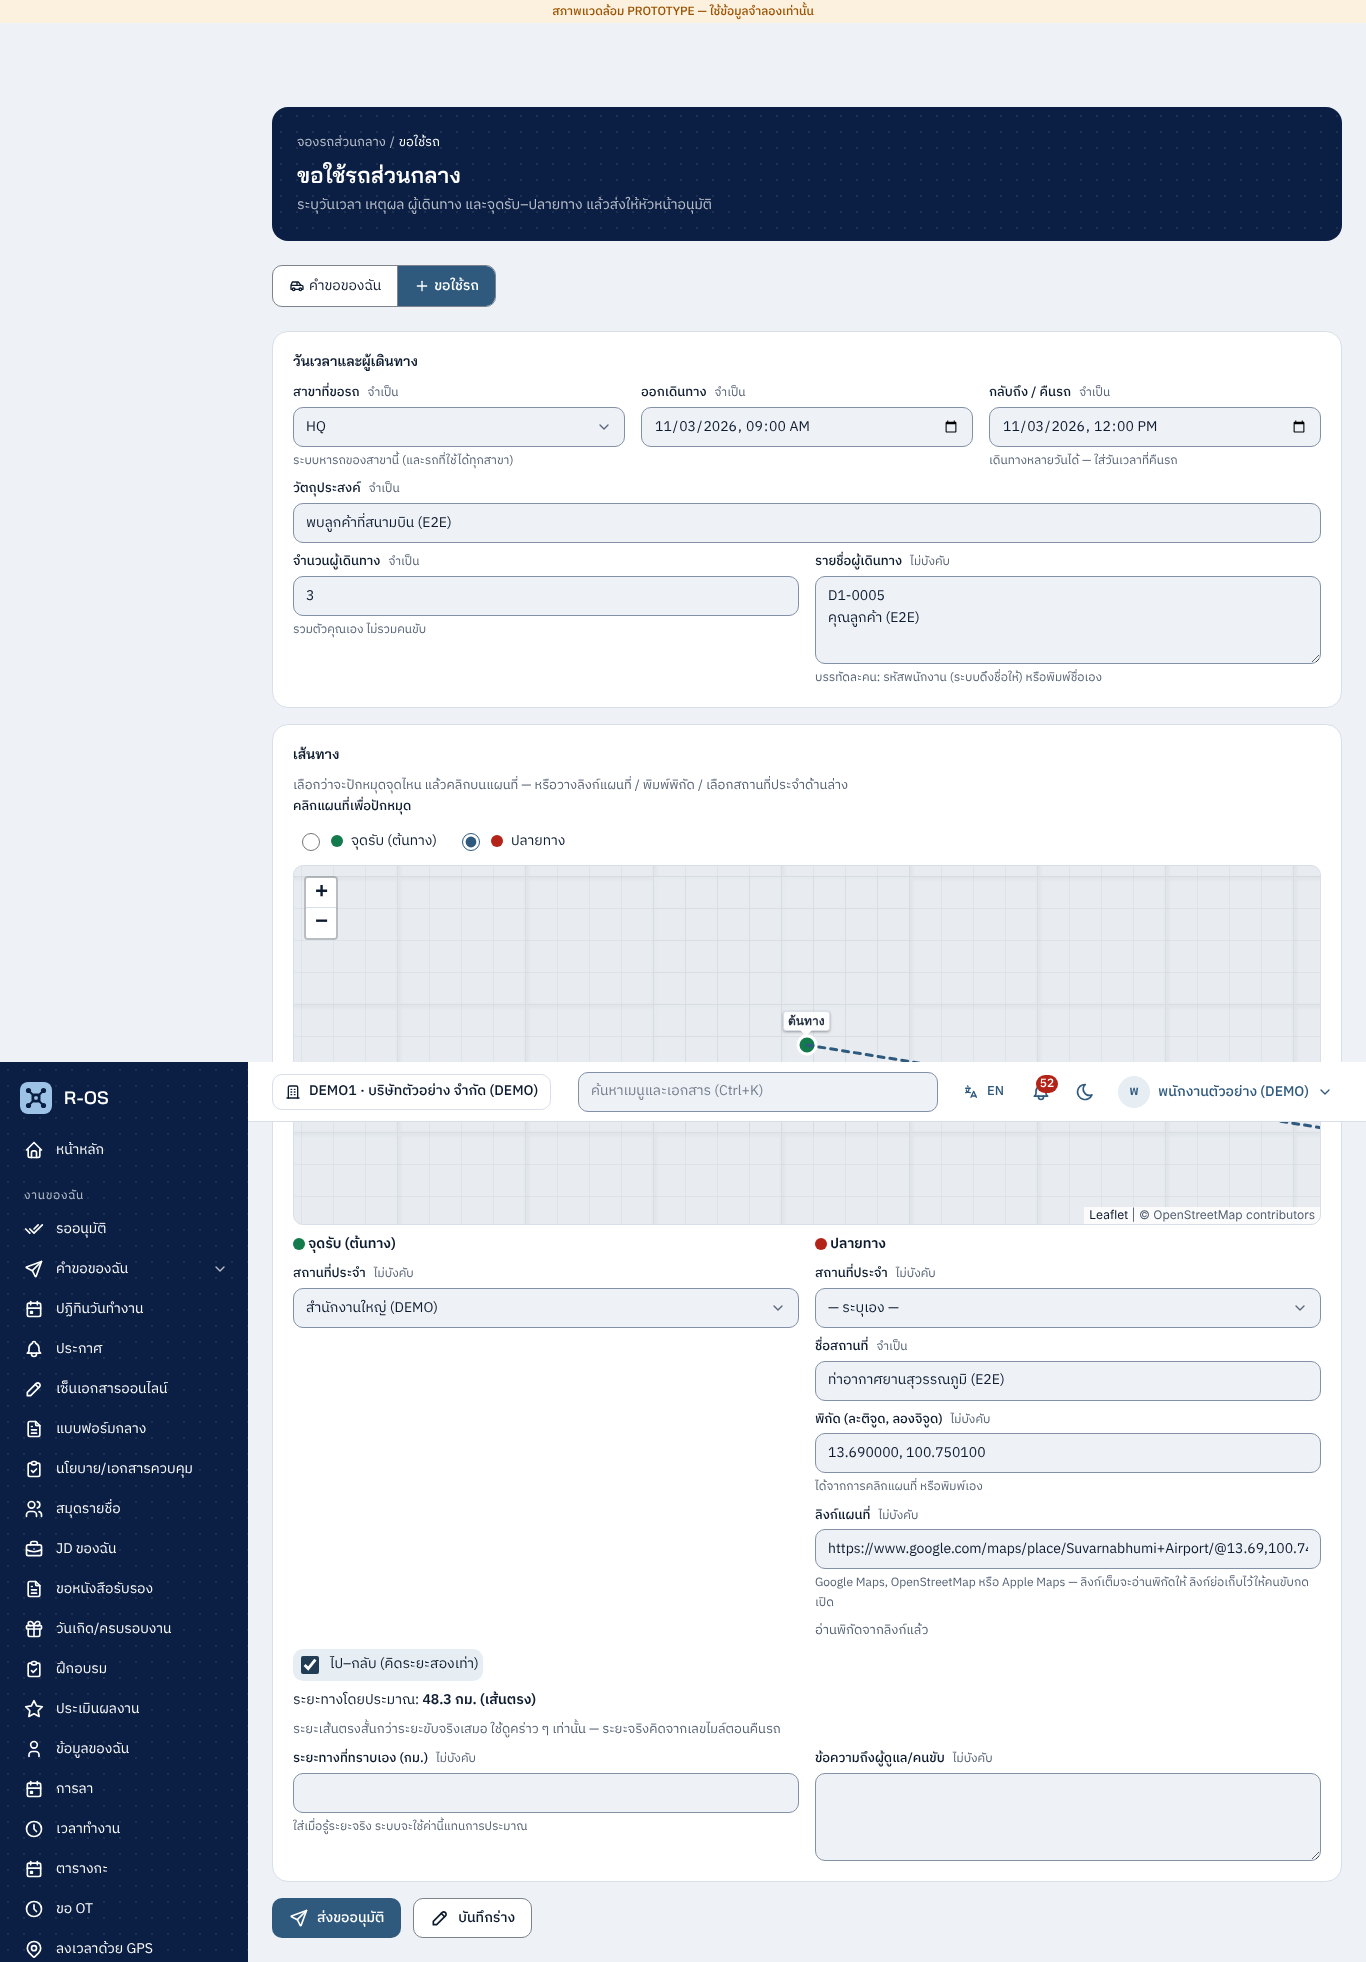 สภาพแวดล้อม PROTOTYPE — ใช้ข้อมูลจำลองเท่านั้น
จองรถส่วนกลาง / ขอใช้รถ
ขอใช้รถส่วนกลาง
ระบุวันเวลา เหตุผล ผู้เดินทาง และจุดรับ–ปลายทาง แล้วส่งให้หัวหน้าอนุมัติ
คำขอของฉัน
ขอใช้รถ
วันเวลาและผู้เดินทาง
สาขาที่ขอรถ จำเป็น
ออกเดินทาง จำเป็น
กลับถึง / คืนรถ จำเป็น
HQ
11/03/2026, 09:00 AM
11/03/2026, 12:00 PM
ระบบหารถของสาขานี้ (และรถที่ใช้ได้ทุกสาขา)
เดินทางหลายวันได้ — ใส่วันเวลาที่คืนรถ
วัตถุประสงค์ จำเป็น
พบลูกค้าที่สนามบิน (E2E)
จำนวนผู้เดินทาง จำเป็น
รายชื่อผู้เดินทาง ไม่บังคับ
3
D1-0005
คุณลูกค้า (E2E)
รวมตัวคุณเอง ไม่รวมคนขับ
บรรทัดละคน: รหัสพนักงาน (ระบบดึงชื่อให้) หรือพิมพ์ชื่อเอง
เส้นทาง
เลือกว่าจะปักหมุดจุดไหน แล้วคลิกบนแผนที่ — หรือวางลิงก์แผนที่ / พิมพ์พิกัด / เลือกสถานที่ประจำด้านล่าง
คลิกแผนที่เพื่อปักหมุด
จุดรับ (ต้นทาง)
ปลายทาง
+
−
ต้นทาง
R-OS
DEMO1 · บริษัทตัวอย่าง จำกัด (DEMO)
ค้นหาเมนูและเอกสาร (Ctrl+K)
EN
52
พ
พนักงานตัวอย่าง (DEMO)
หน้าหลัก
งานของฉัน
รออนุมัติ
คำขอของฉัน
ปฏิทินวันทำงาน
ประกาศ
เซ็นเอกสารออนไลน์
แบบฟอร์มกลาง
นโยบาย/เอกสารควบคุม
สมุดรายชื่อ
JD ของฉัน
ขอหนังสือรับรอง
วันเกิด/ครบรอบงาน
ฝึกอบรม
ประเมินผลงาน
ข้อมูลของฉัน
การลา
เวลาทำงาน
ตารางกะ
ขอ OT
ลงเวลาด้วย GPS
Leaflet | © OpenStreetMap contributors
จุดรับ (ต้นทาง)
ปลายทาง
สถานที่ประจำ ไม่บังคับ
สถานที่ประจำ ไม่บังคับ
สำนักงานใหญ่ (DEMO)
— ระบุเอง —
ชื่อสถานที่ จำเป็น
ท่าอากาศยานสุวรรณภูมิ (E2E)
พิกัด (ละติจูด, ลองจิจูด) ไม่บังคับ
13.690000, 100.750100
ได้จากการคลิกแผนที่ หรือพิมพ์เอง
ลิงก์แผนที่ ไม่บังคับ
https://www.google.com/maps/place/Suvarnabhumi+Airport/@13.69,100.74
Google Maps, OpenStreetMap หรือ Apple Maps — ลิงก์เต็มจะอ่านพิกัดให้ ลิงก์ย่อเก็บไว้ให้คนขับกด
เปิด
อ่านพิกัดจากลิงก์แล้ว
ไป–กลับ (คิดระยะสองเท่า)
ระยะทางโดยประมาณ: 48.3 กม. (เส้นตรง)
ระยะเส้นตรงสั้นกว่าระยะขับจริงเสมอ ใช้ดูคร่าว ๆ เท่านั้น — ระยะจริงคิดจากเลขไมล์ตอนคืนรถ
ระยะทางที่ทราบเอง (กม.) ไม่บังคับ
ข้อความถึงผู้ดูแล/คนขับ ไม่บังคับ
ใส่เมื่อรู้ระยะจริง ระบบจะใช้ค่านี้แทนการประมาณ
ส่งขออนุมัติ
บันทึกร่าง